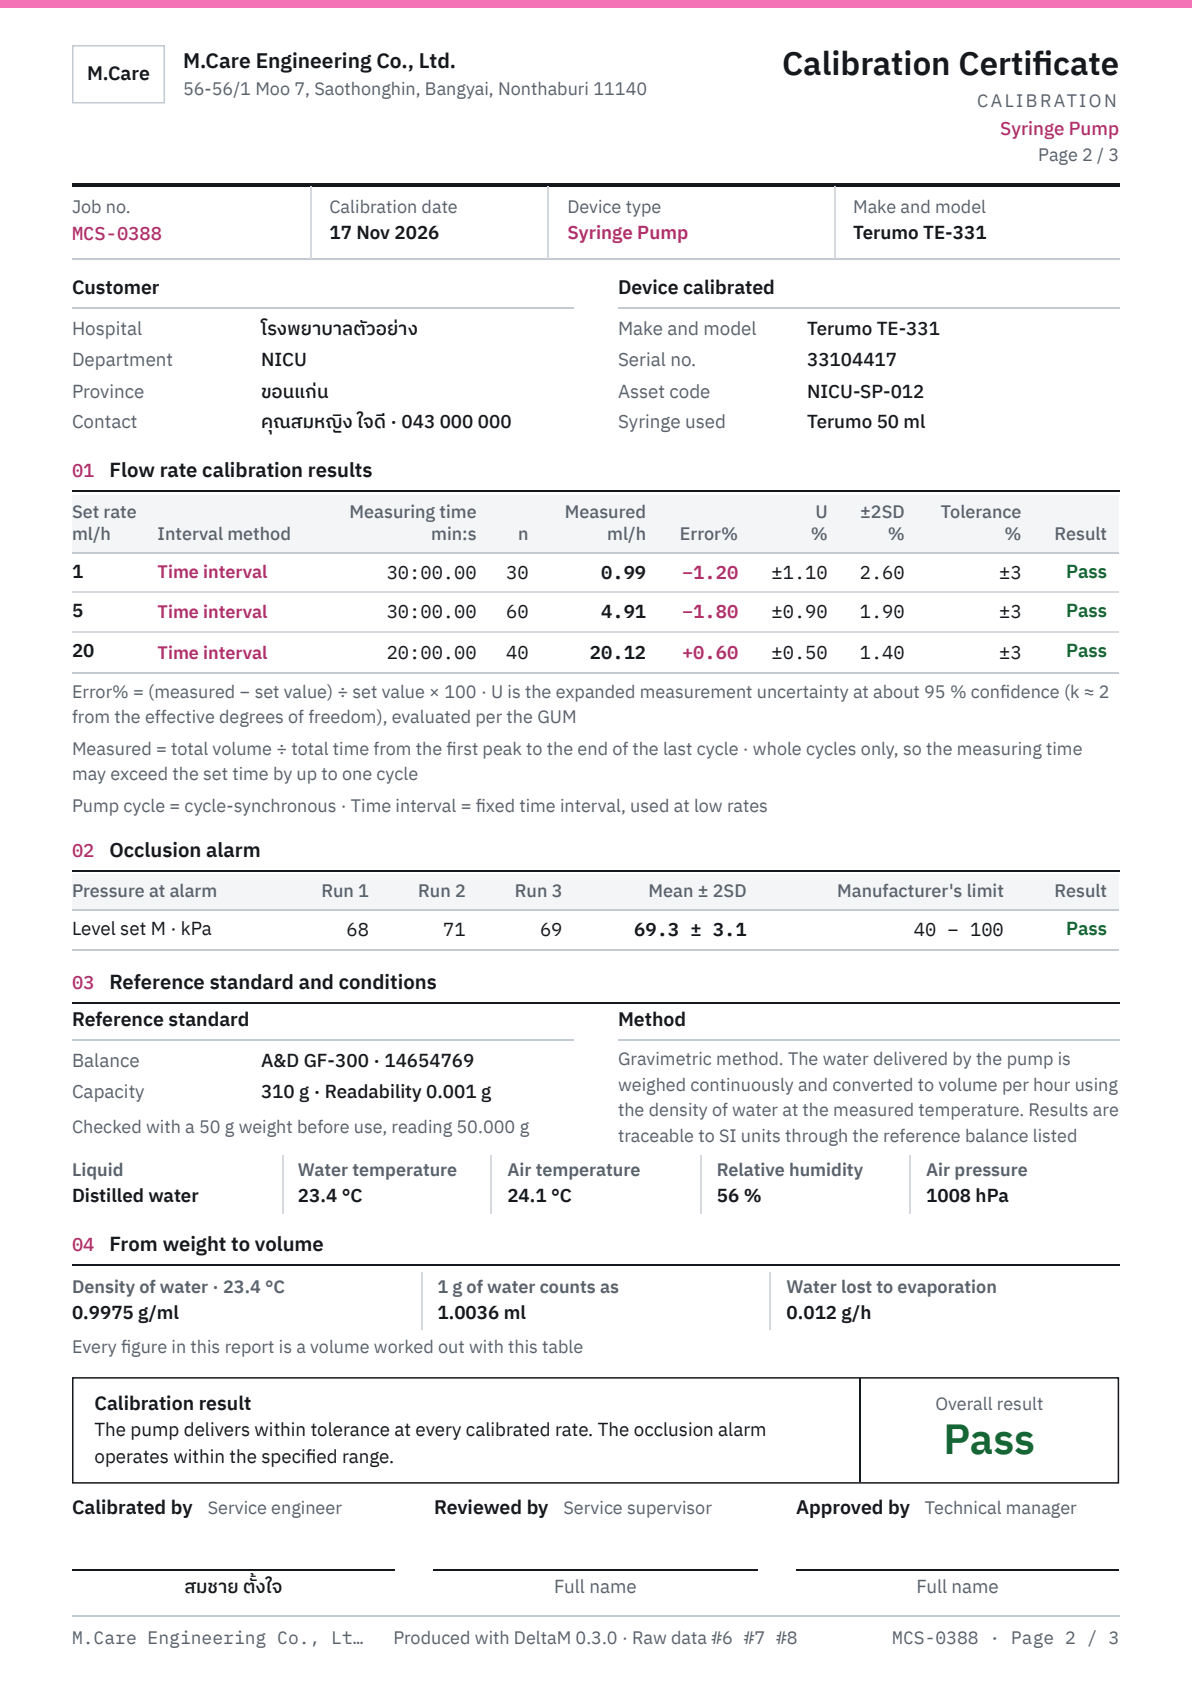 M.Care
M.Care Engineering Co., Ltd.
56-56/1 Moo 7, Saothonghin, Bangyai, Nonthaburi 11140
Calibration Certificate
CALIBRATION
Syringe Pump
Page 2 / 3
Job no. Calibration date Device type Make and model
MCS-0388 17 Nov 2026 Syringe Pump Terumo TE-331
Customer
Hospital โรงพยาบาลตัวอย่าง
Department NICU
Province ขอนแก่น
Contact คุณสมหญิง ใจดี · 043 000 000
Device calibrated
Make and model Terumo TE-331
Serial no. 33104417
Asset code NICU-SP-012
Syringe used Terumo 50 ml
01 Flow rate calibration results
Set rate Measuring time Measured U ±2SD Tolerance
ml/h Interval method min:s n ml/h Error% % % % Result
1 Time interval 30:00.00 30 0.99 −1.20 ±1.10 2.60 ±3 Pass
5 Time interval 30:00.00 60 4.91 −1.80 ±0.90 1.90 ±3 Pass
20 Time interval 20:00.00 40 20.12 +0.60 ±0.50 1.40 ±3 Pass
Error% = (measured − set value) ÷ set value × 100 · U is the expanded measurement uncertainty at about 95 % confidence (k ≈ 2
from the effective degrees of freedom), evaluated per the GUM
Measured = total volume ÷ total time from the first peak to the end of the last cycle · whole cycles only, so the measuring time
may exceed the set time by up to one cycle
Pump cycle = cycle-synchronous · Time interval = fixed time interval, used at low rates
02 Occlusion alarm
Pressure at alarm Run 1 Run 2 Run 3 Mean ± 2SD Manufacturer's limit Result
Level set M · kPa 68 71 69 69.3 ± 3.1 40 – 100 Pass
03 Reference standard and conditions
Reference standard
Balance A&D GF-300 · 14654769
Capacity 310 g · Readability 0.001 g
Checked with a 50 g weight before use, reading 50.000 g
Method
Gravimetric method. The water delivered by the pump is
weighed continuously and converted to volume per hour using
the density of water at the measured temperature. Results are
traceable to SI units through the reference balance listed
Liquid Water temperature Air temperature Relative humidity Air pressure
Distilled water 23.4 °C 24.1 °C 56 % 1008 hPa
04 From weight to volume
Density of water · 23.4 °C 1 g of water counts as Water lost to evaporation
0.9975 g/ml 1.0036 ml 0.012 g/h
Every figure in this report is a volume worked out with this table
Calibration result
The pump delivers within tolerance at every calibrated rate. The occlusion alarm
operates within the specified range.
Overall result
Pass
Calibrated by Service engineer Reviewed by Service supervisor Approved by Technical manager
สมชาย ตั้งใจ Full name Full name
M.Care Engineering Co., Lt… Produced with DeltaM 0.3.0 · Raw data #6 #7 #8 MCS-0388 · Page 2 / 3